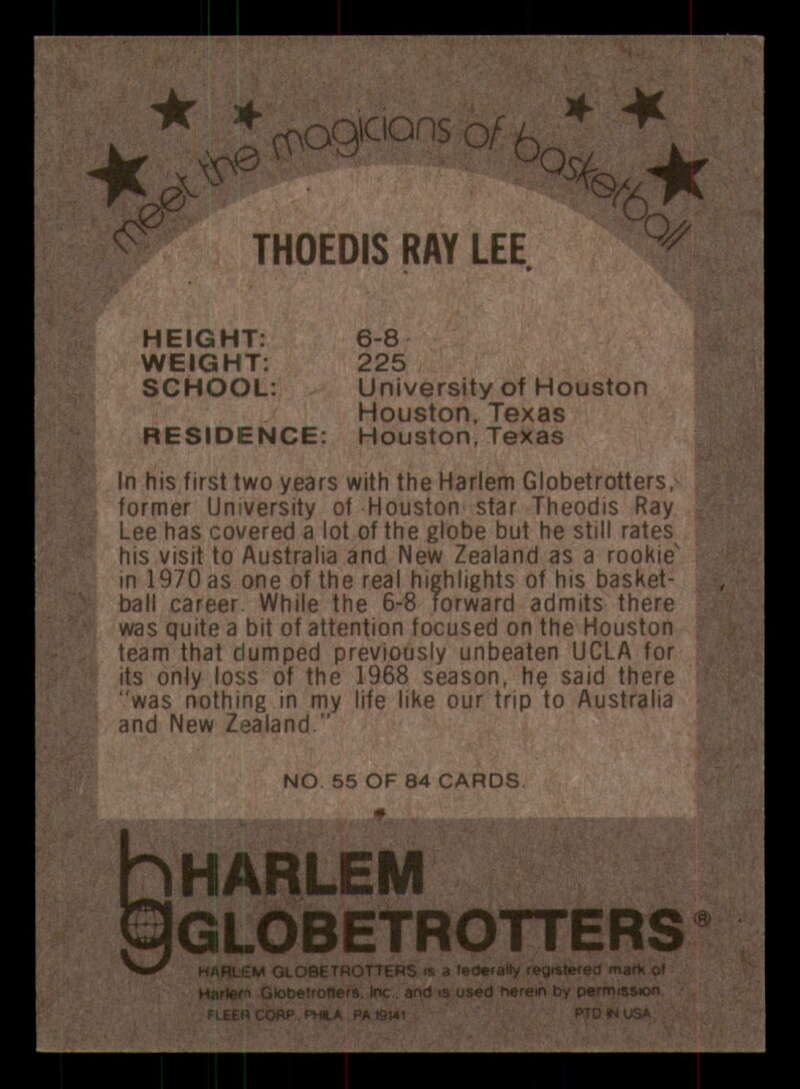 meet the magicians of basketball
THOEDIS RAY LEE
HEIGHT: 6-8
WEIGHT: 225
SCHOOL: University of Houston
Houston, Texas
RESIDENCE: Houston, Texas
In his first two years with the Harlem Globetrotters,
former University of Houston star Theodis Ray
Lee has covered a lot of the globe but he still rates
his visit to Australia and New Zealand as a rookie
in 1970 as one of the real highlights of his basket-
ball career. While the 6-8 forward admits there
was quite a bit of attention focused on the Houston
team that dumped previously unbeaten UCLA for
its only loss of the 1968 season, he said there
"was nothing in my life like our trip to Australia
and New Zealand."
NO. 55 OF 84 CARDS.
hg HARLEM
GLOBETROTTERS®
HARLEM GLOBETROTTERS is a federally registered mark of
Harlem Globetrotters, Inc., and is used herein by permission.
FLEER CORP., PHILA., PA 19141 PTD IN USA